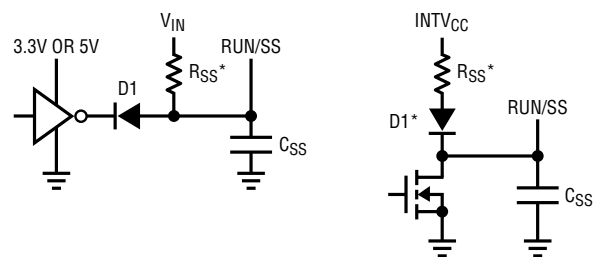 3.3V OR 5V
VIN
RSS*
RUN/SS
D1
CSS
INTVCC
RSS*
D1*
RUN/SS
CSS